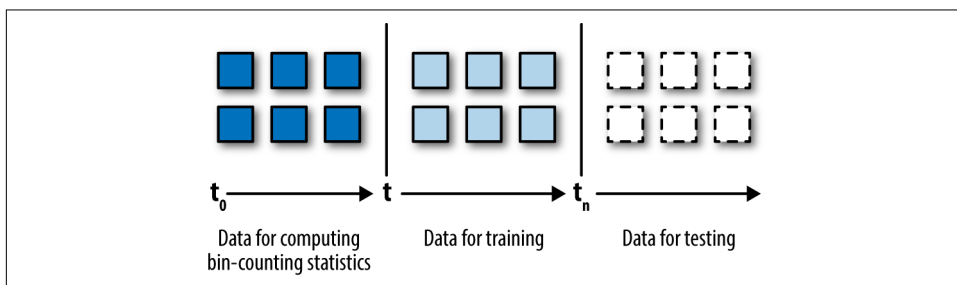 t0 t tn
Data for computing
bin-counting statistics
Data for training
Data for testing